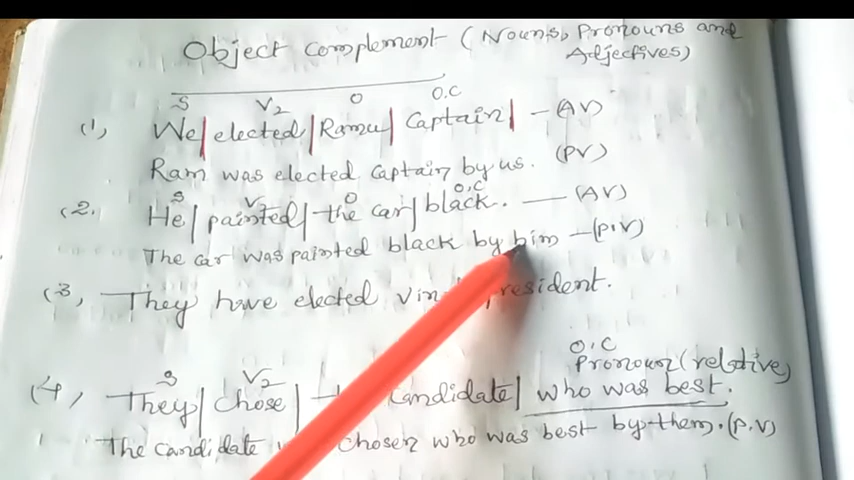 Object complement (Nouns, Pronouns and
Adjectives)
S V2 O O.C
(1) We| elected| Ramu| Captain| - (AV)
Ram was elected captain by us. (PV)
S V O O.C
(2. He| painted| the car| black. - (AV)
The car was painted black by him - (P.V)
(3, They have elected president.
O.C
Pronoun (relative)
S V2
(4, They| chose| candidate| who was best.
The candidate chosen who was best by them. (P.V)